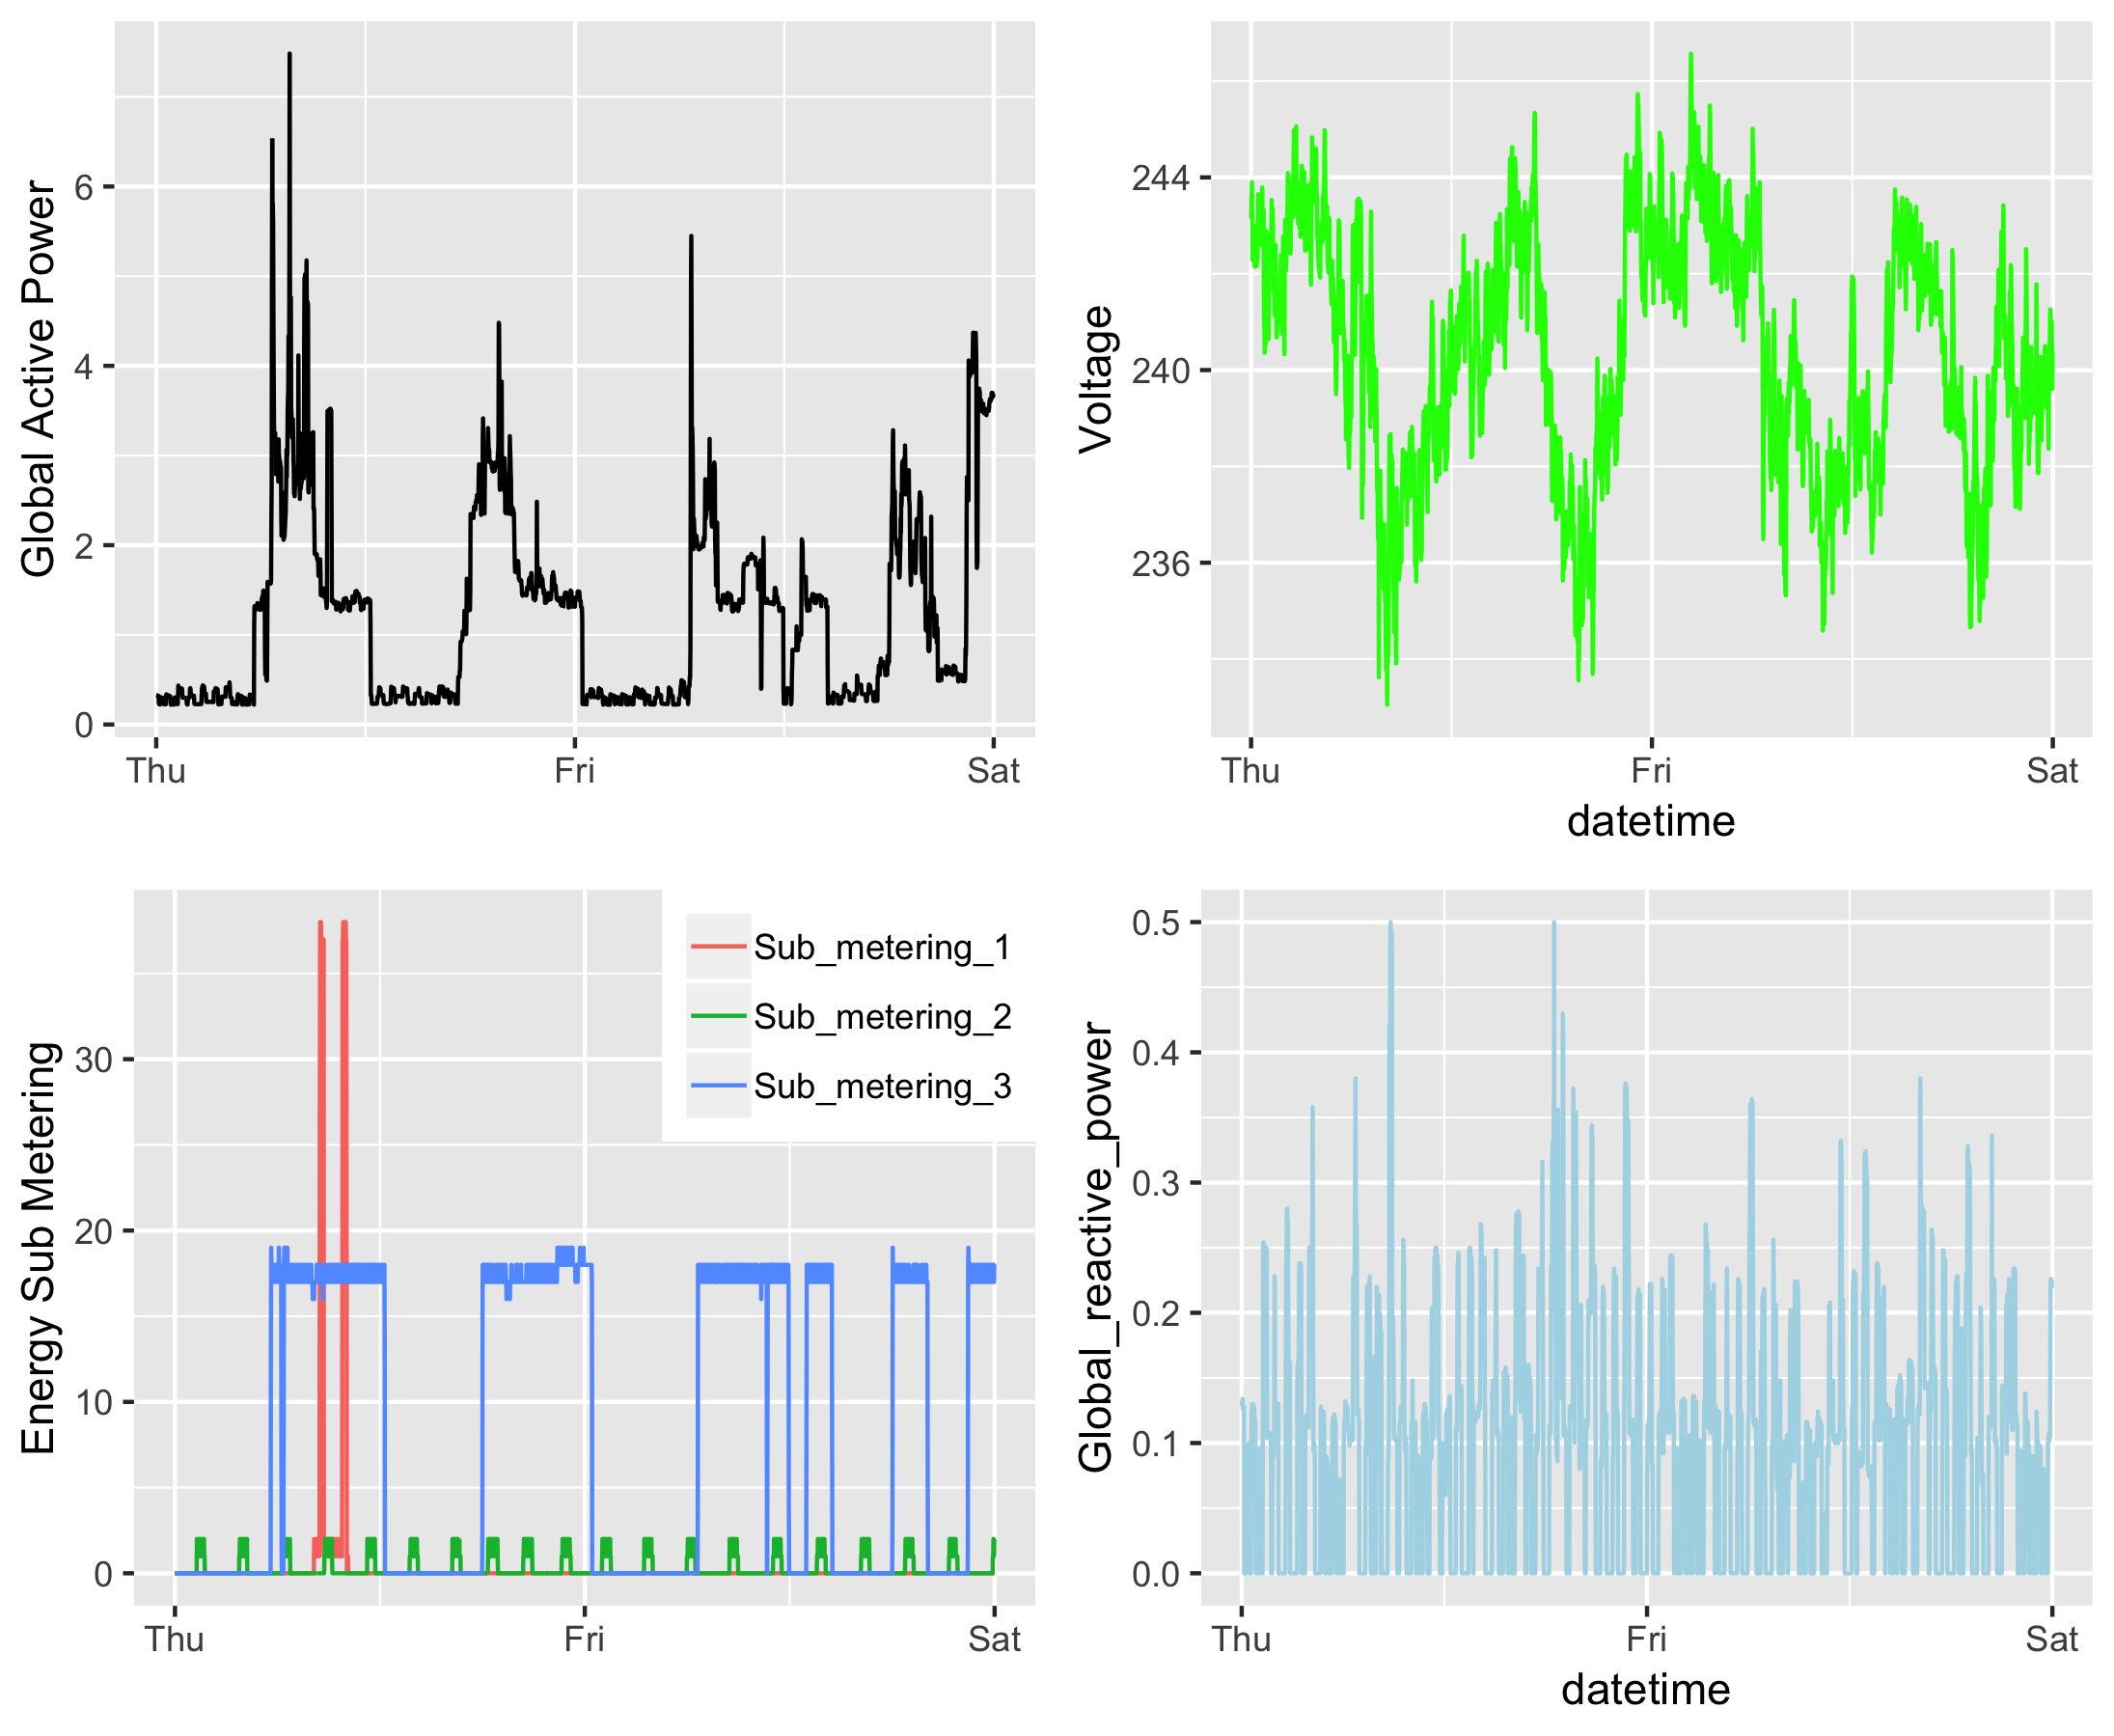 Global Active Power
6
4
2
0
Thu Fri Sat
Voltage
244
240
236
Thu Fri Sat
datetime
Energy Sub Metering
30
20
10
0
Thu Fri Sat
Sub_metering_1
Sub_metering_2
Sub_metering_3
Global_reactive_power
0.5
0.4
0.3
0.2
0.1
0.0
Thu Fri Sat
datetime